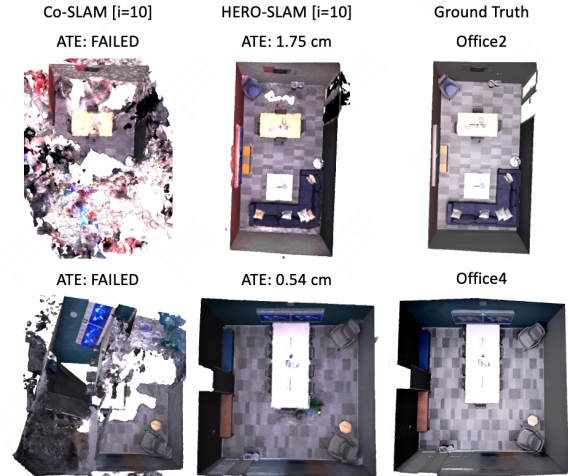 Co-SLAM [i=10] HERO-SLAM [i=10] Ground Truth
ATE: FAILED ATE: 1.75 cm Office2
ATE: FAILED ATE: 0.54 cm Office4